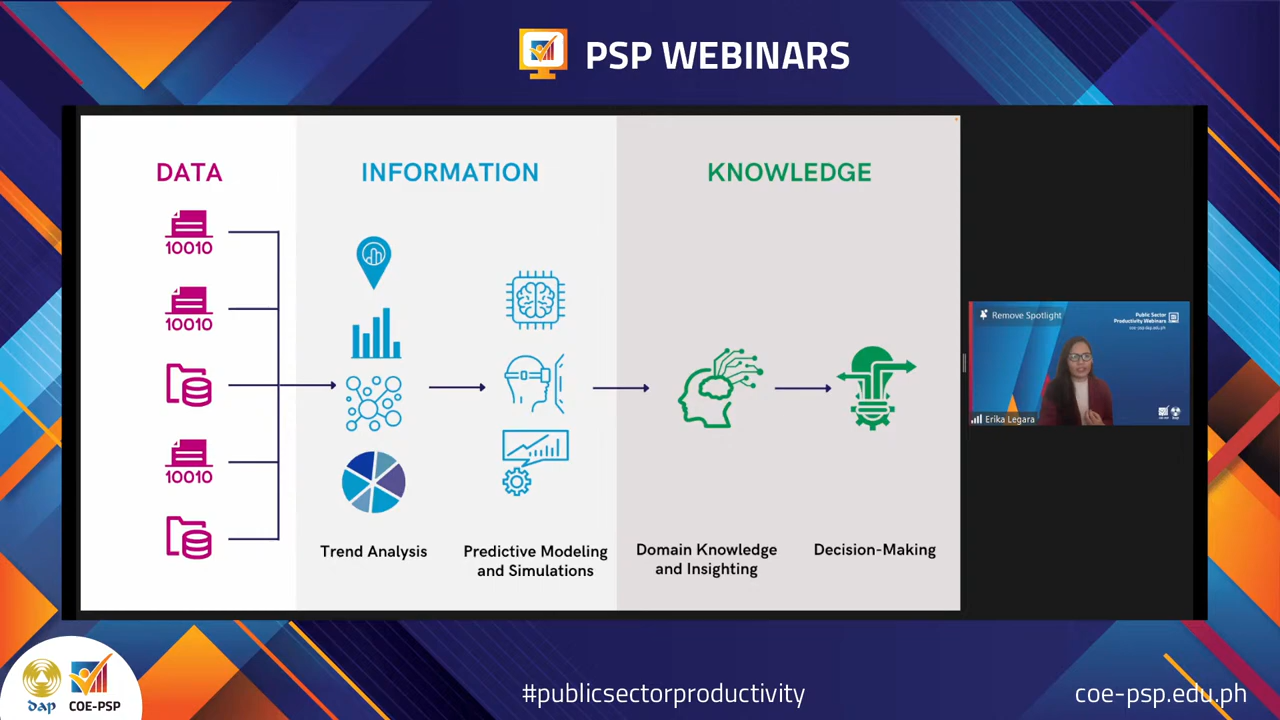 PSP WEBINARS
DATA
INFORMATION
KNOWLEDGE
10010
10010
10010
Trend Analysis
Predictive Modeling
and Simulations
Domain Knowledge
and Insighting
Decision-Making
Remove Spotlight
Public Sector
Productivity Webinars
Erika Legara
dap
COE-PSP
#publicsectorproductivity
coe-psp.edu.ph